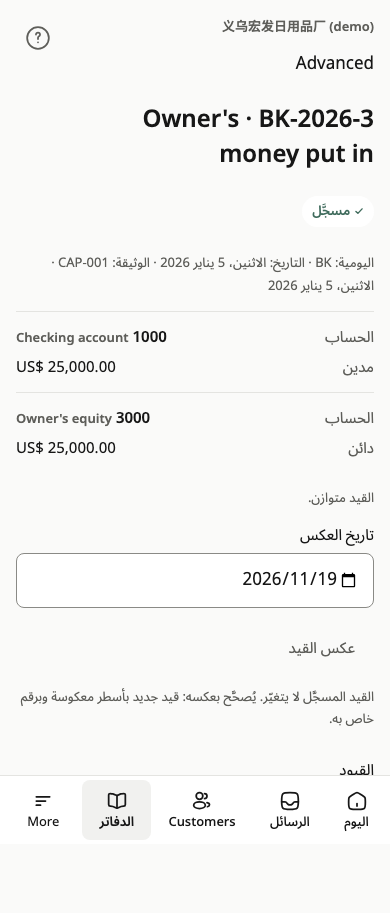 义乌宏发日用品厂 (demo)
Advanced
Owner's · BK-2026-3
money put in
مسجَّل
اليومية: BK · التاريخ: الاثنين، 5 يناير 2026 · الوثيقة: CAP-001 ·
الاثنين، 5 يناير 2026
الحساب
1000 Checking account
مدين
US$ 25,000.00
الحساب
3000 Owner's equity
دائن
US$ 25,000.00
القيد متوازن.
تاريخ العكس
2026/11/19
عكس القيد
القيد المسجَّل لا يتغيّر. يُصحَّح بعكسه: قيد جديد بأسطر معكوسة وبرقم
خاص به.
القيود
اليوم
الرسائل
Customers
الدفاتر
More